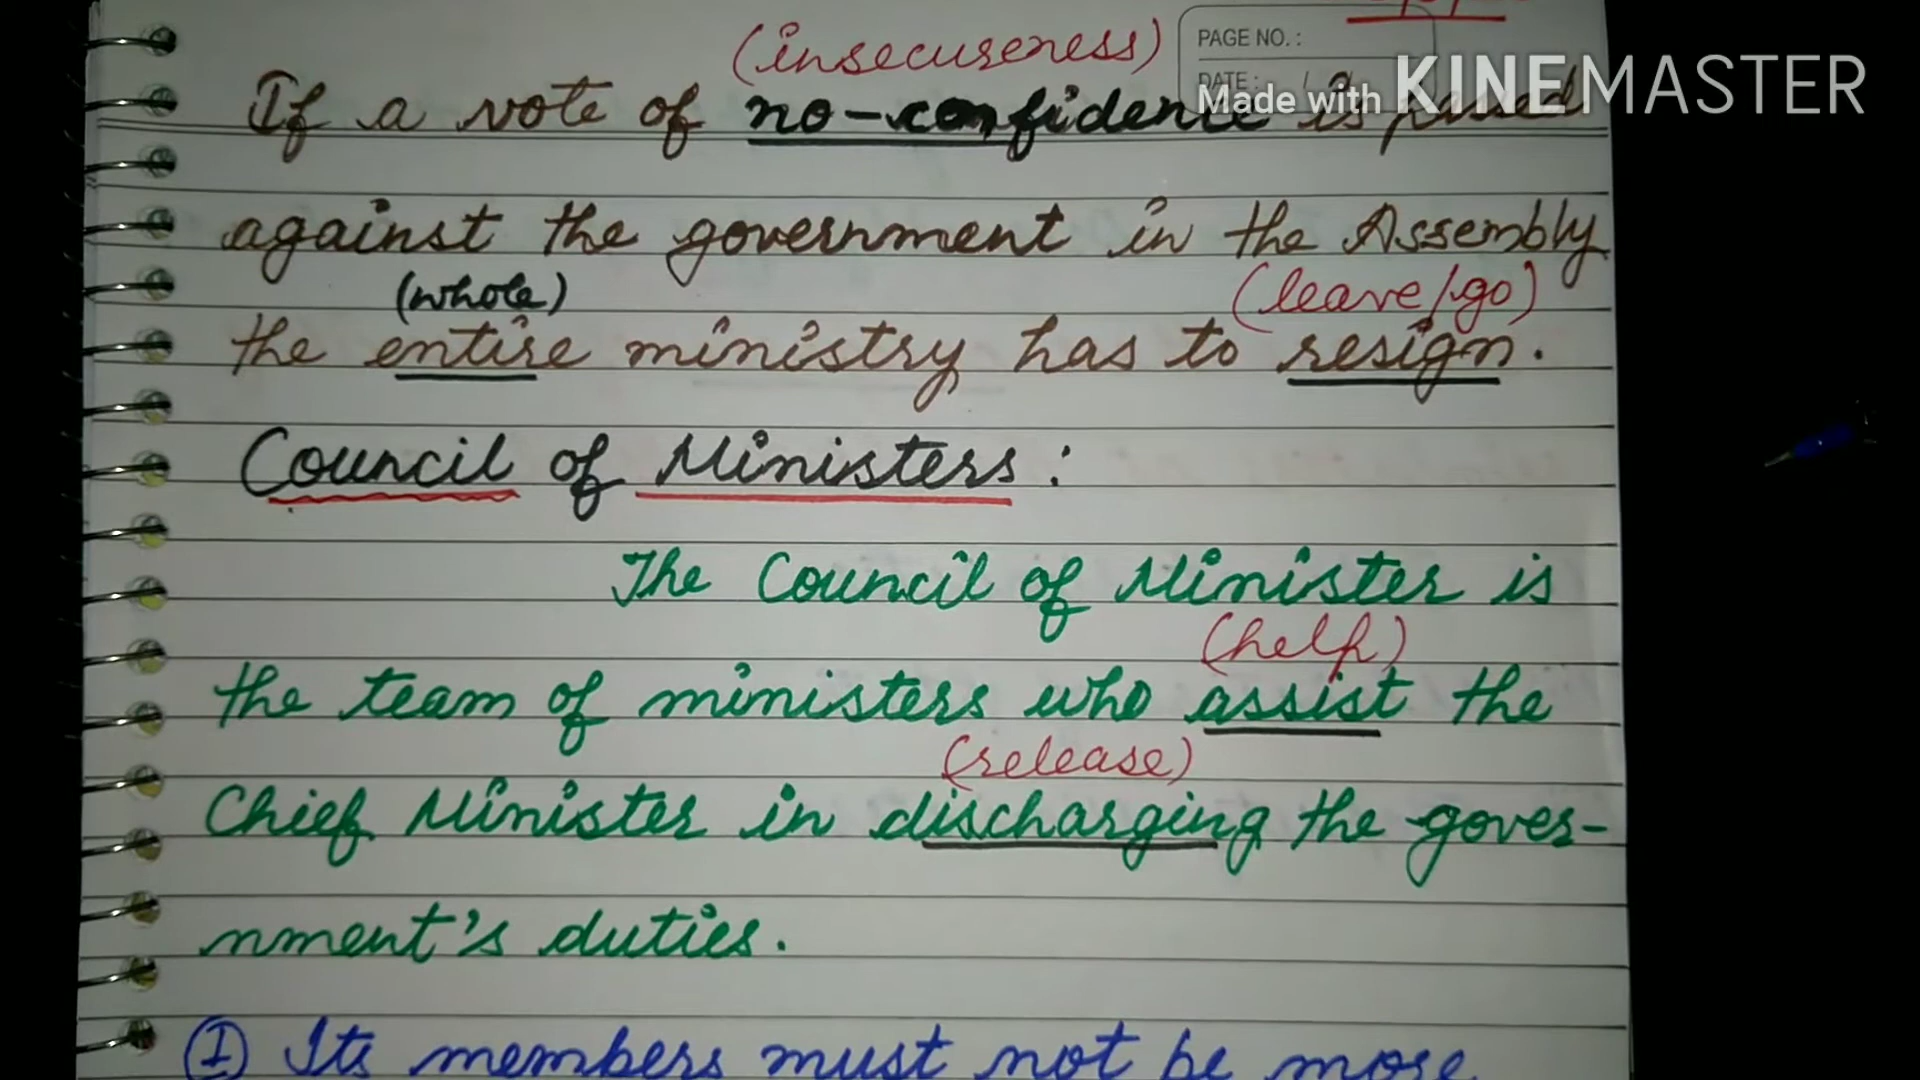 (insecureness)
PAGE NO.:
DATE:
Made with KINEMASTER
If a vote of no-confidence is passed
against the government in the Assembly
(whole) (leave/go)
the entire ministry has to resign.
Council of Ministers:
The Council of Minister is
(help)
the team of ministers who assist the
(release)
Chief Minister in discharging the gover-
nment's duties.
(I) Its members must not be more